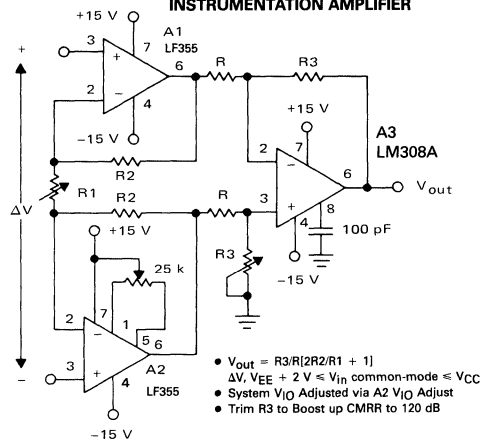 INSTRUMENTATION AMPLIFIER
+15 V
A1
LF355
+
3
+
7
6
R
R3
2
−
4
+15 V
A3
LM308A
−15 V
R2
2
−
7
6
V_out
R1
R2
R
3
+
4
8
ΔV
+15 V
100 pF
25 k
R3
−15 V
7
1
2
−
5
6
−
3
+
4
A2
LF355
−15 V
• V_out = R3/R[2R2/R1 + 1]
ΔV, V_EE + 2 V ≤ V_in common-mode ≤ V_CC
• System V_IO Adjusted via A2 V_IO Adjust
• Trim R3 to Boost up CMRR to 120 dB